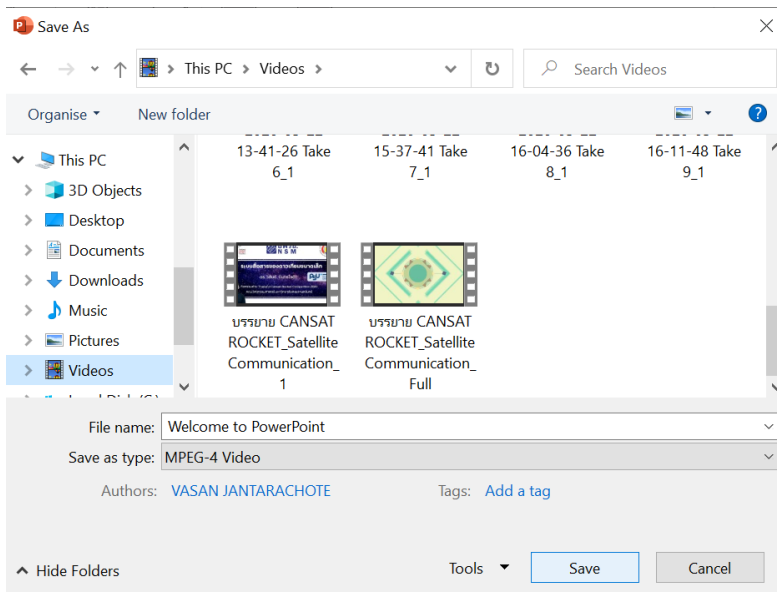 Save As
This PC > Videos >
Search Videos
Organise
New folder
This PC
3D Objects
Desktop
Documents
Downloads
Music
Pictures
Videos
13-41-26 Take
6_1
15-37-41 Take
7_1
16-04-36 Take
8_1
16-11-48 Take
9_1
NSM
บรรยาย CANSAT
ROCKET_Satellite
Communication_
1
บรรยาย CANSAT
ROCKET_Satellite
Communication_
Full
File name: Welcome to PowerPoint
Save as type: MPEG-4 Video
Authors: VASAN JANTARACHOTE
Tags: Add a tag
Hide Folders
Tools
Save
Cancel